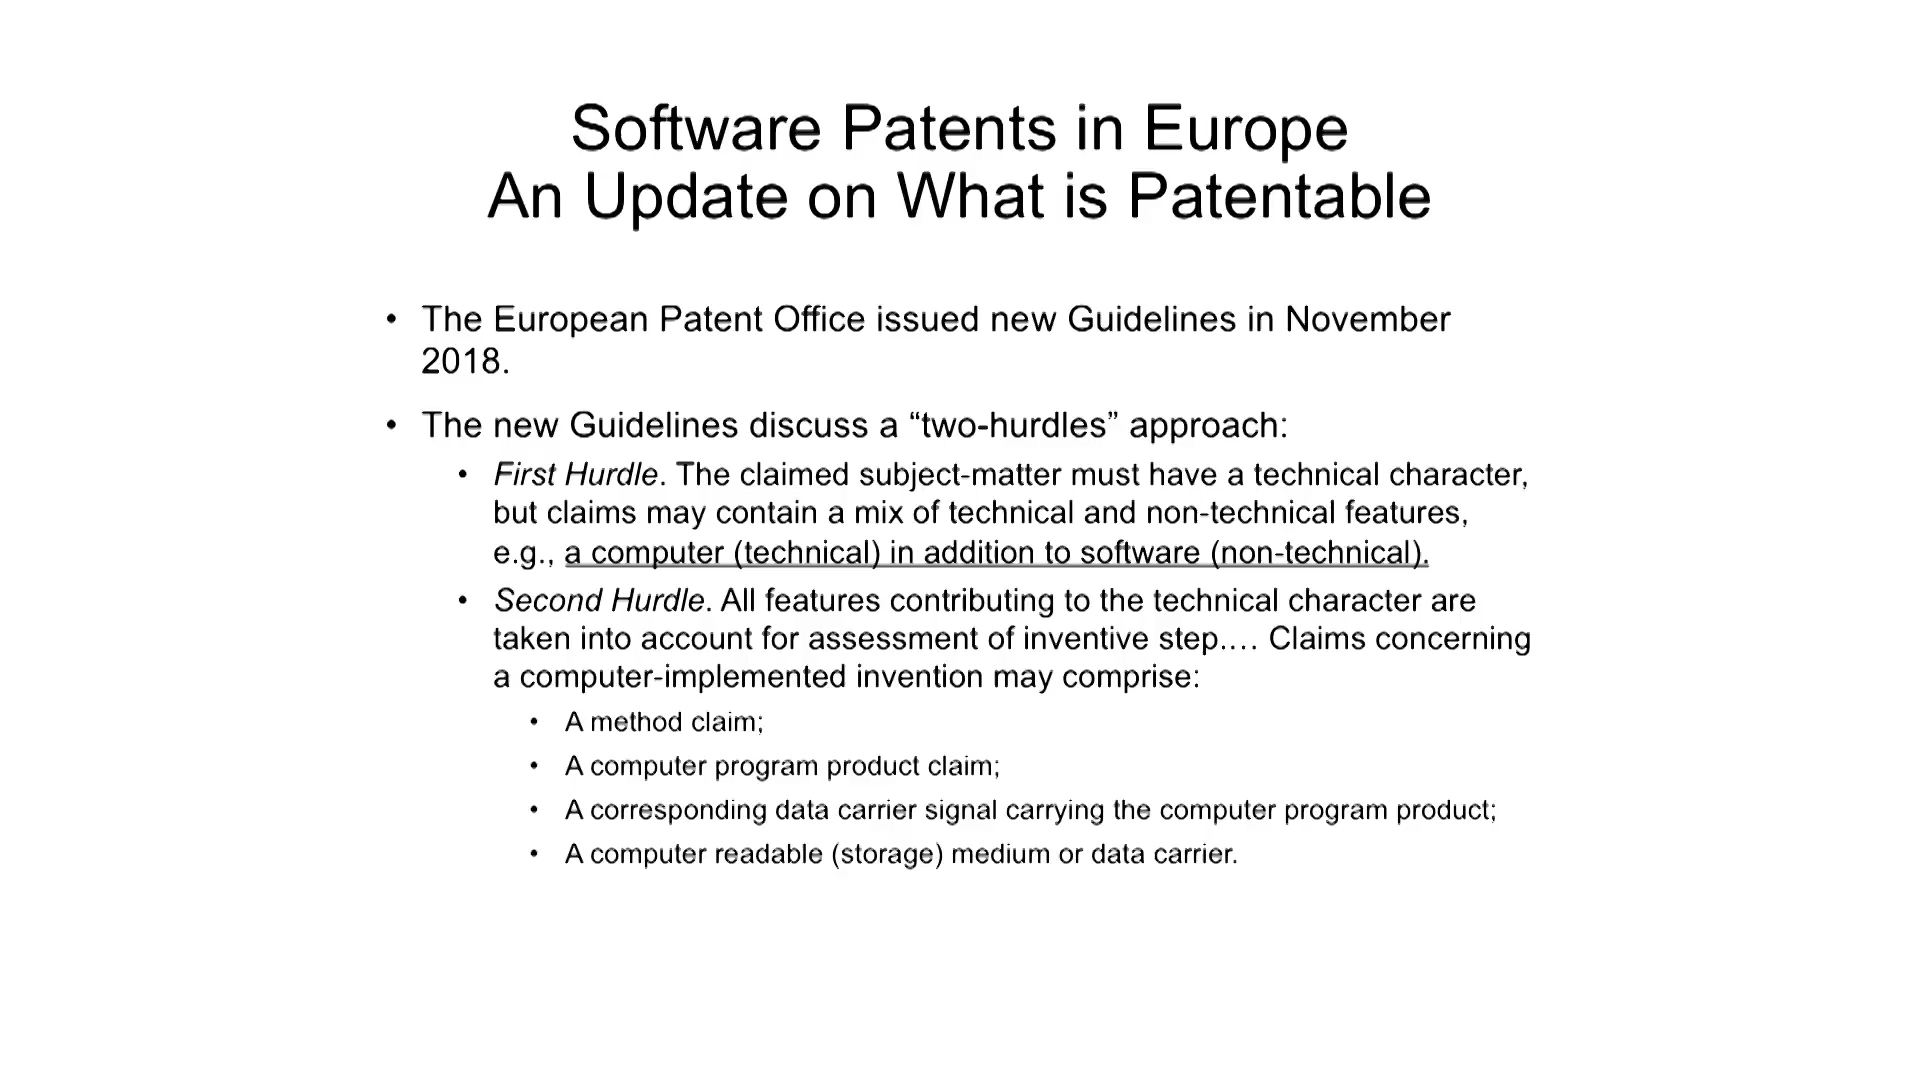 Software Patents in Europe
An Update on What is Patentable
• The European Patent Office issued new Guidelines in November
2018.
• The new Guidelines discuss a “two-hurdles” approach:
• First Hurdle. The claimed subject-matter must have a technical character,
but claims may contain a mix of technical and non-technical features,
e.g., a computer (technical) in addition to software (non-technical).
• Second Hurdle. All features contributing to the technical character are
taken into account for assessment of inventive step.… Claims concerning
a computer-implemented invention may comprise:
• A method claim;
• A computer program product claim;
• A corresponding data carrier signal carrying the computer program product;
• A computer readable (storage) medium or data carrier.